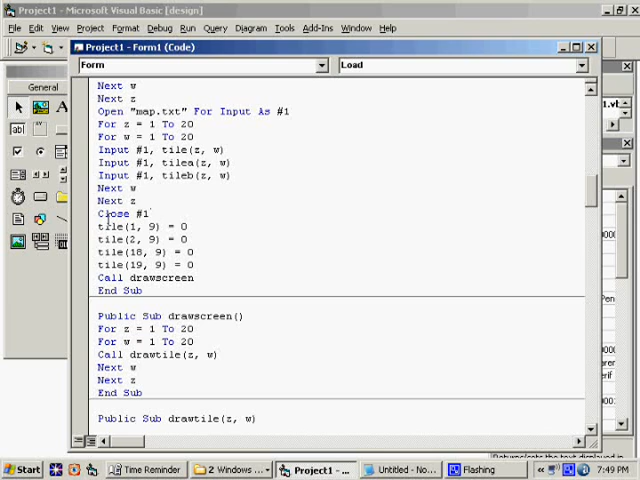 Project1 - Microsoft Visual Basic [design]
File Edit View Project Format Debug Run Query Diagram Tools Add-Ins Window Help
Project1 - Form1 (Code)
General
Form Load
Next w
Next z
Open "map.txt" For Input As #1
For z = 1 To 20
For w = 1 To 20
Input #1, tile(z, w)
Input #1, tilea(z, w)
Input #1, tileb(z, w)
Next w
Next z
Close #1
tile(1, 9) = 0
tile(2, 9) = 0
tile(18, 9) = 0
tile(19, 9) = 0
Call drawscreen
End Sub
Public Sub drawscreen()
For z = 1 To 20
For w = 1 To 20
Call drawtile(z, w)
Next w
Next z
End Sub
Public Sub drawtile(z, w)
Start
Time Reminder
2 Windows ...
Project1 - ...
Untitled - No...
Flashing
7:49 PM